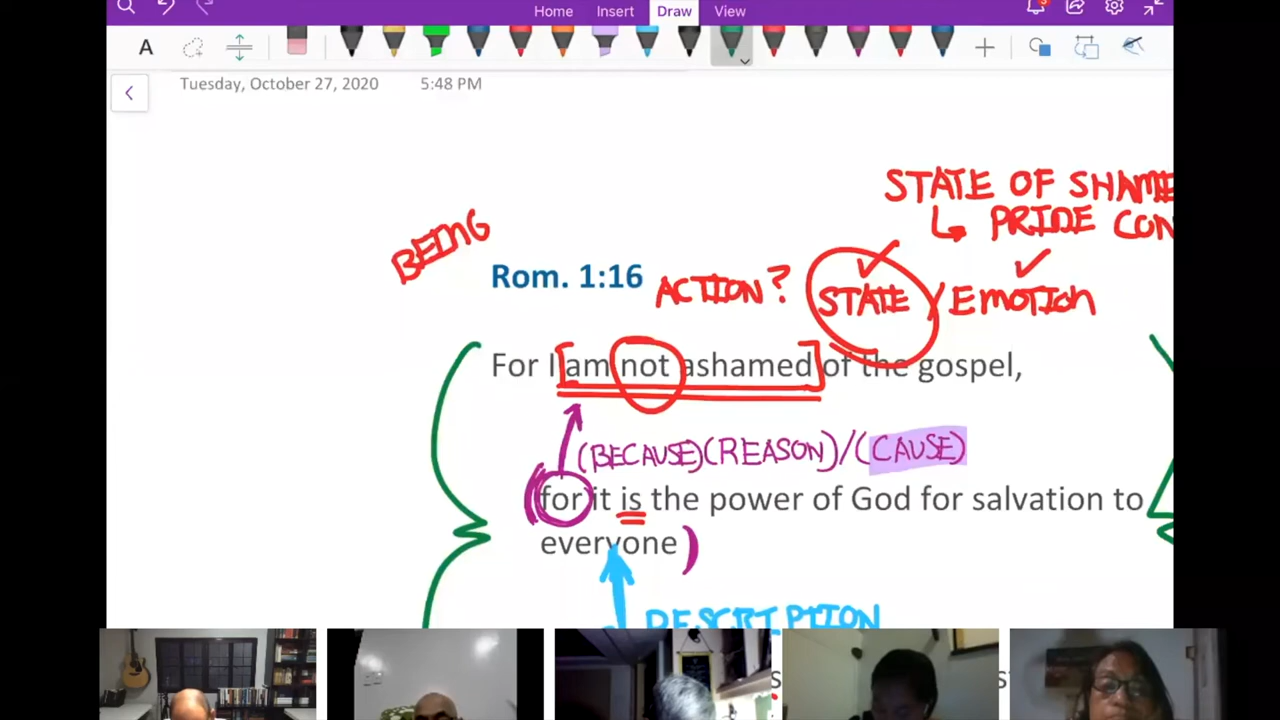 Home Insert Draw View
A
Tuesday, October 27, 2020 5:48 PM
STATE OF SHAME
↳ PRIDE CON
BEING
Rom. 1:16 ACTION? STATE / EMOTION
For I [am not ashamed] of the gospel,
(BECAUSE)(REASON)/(CAUSE)
(for it is the power of God for salvation to
everyone)
DESCRIPTION